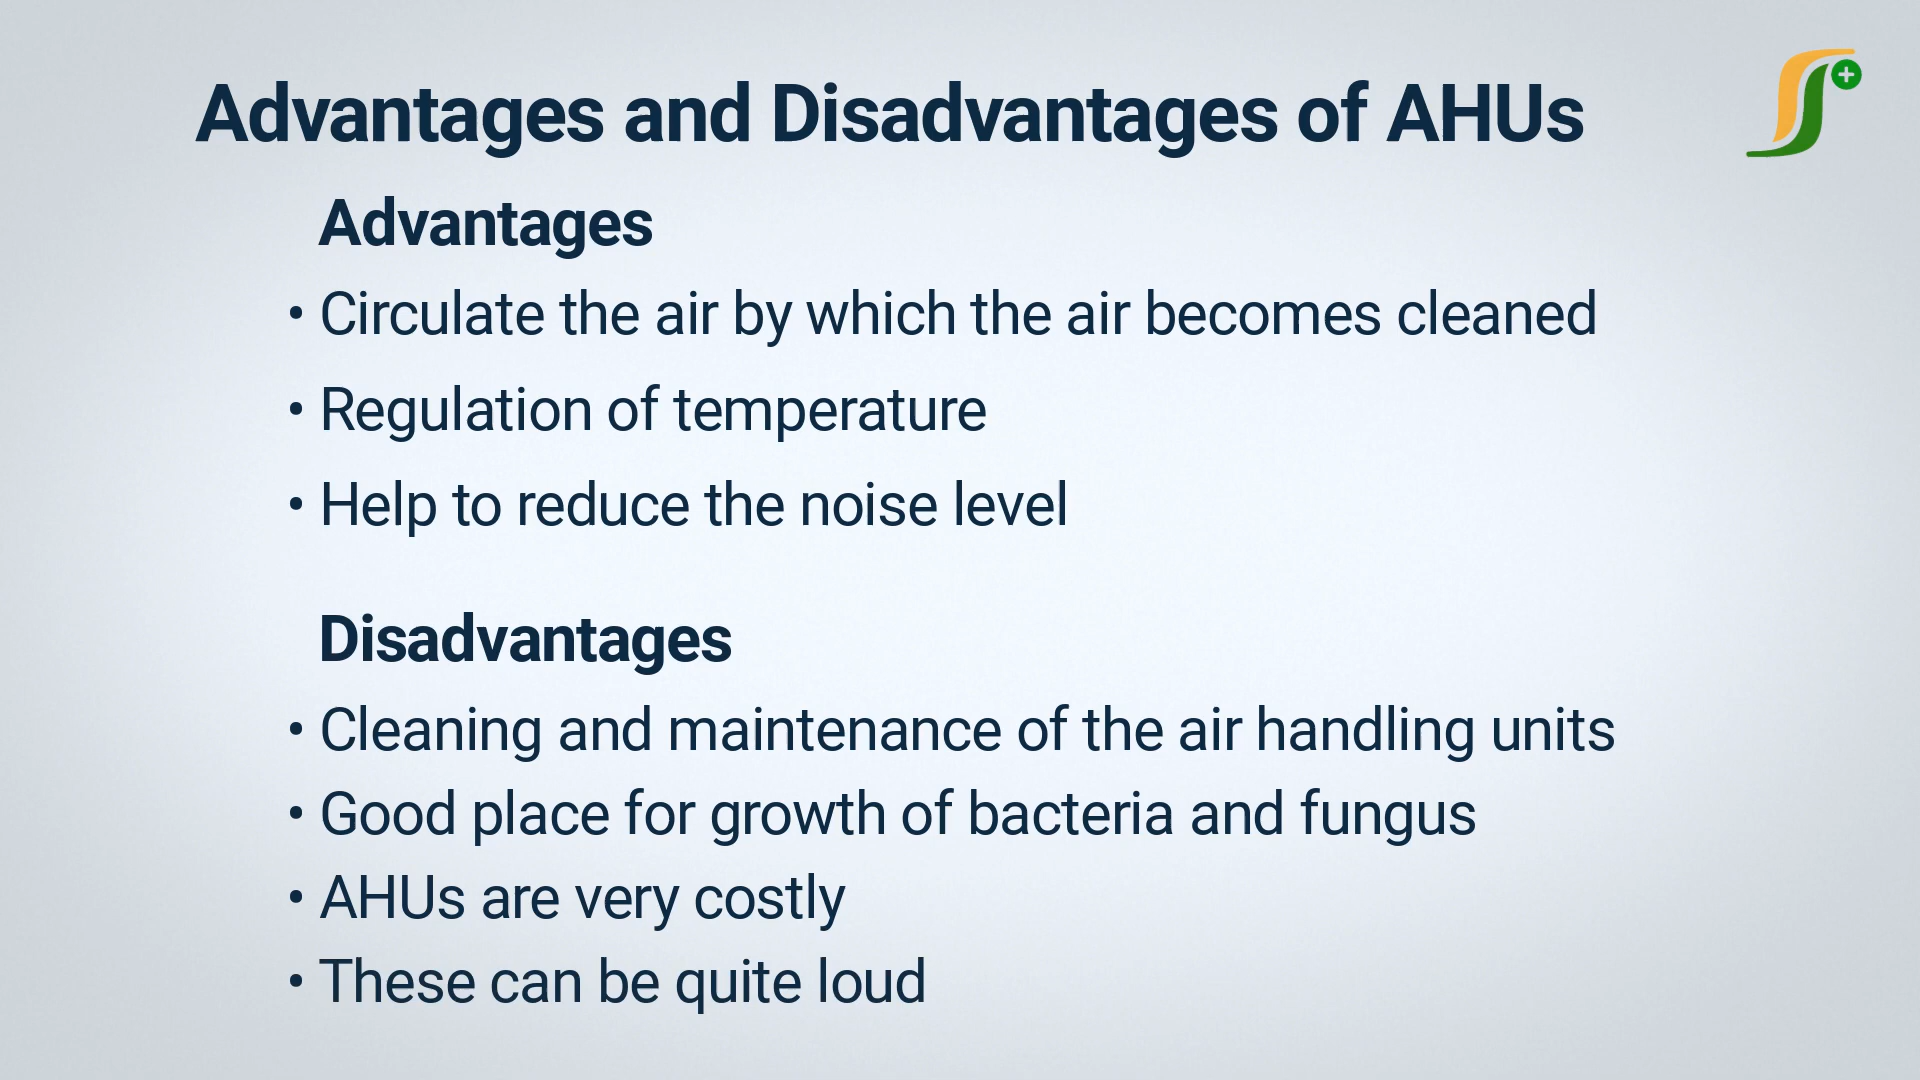 Advantages and Disadvantages of AHUs
Advantages
• Circulate the air by which the air becomes cleaned
• Regulation of temperature
• Help to reduce the noise level
Disadvantages
• Cleaning and maintenance of the air handling units
• Good place for growth of bacteria and fungus
• AHUs are very costly
• These can be quite loud